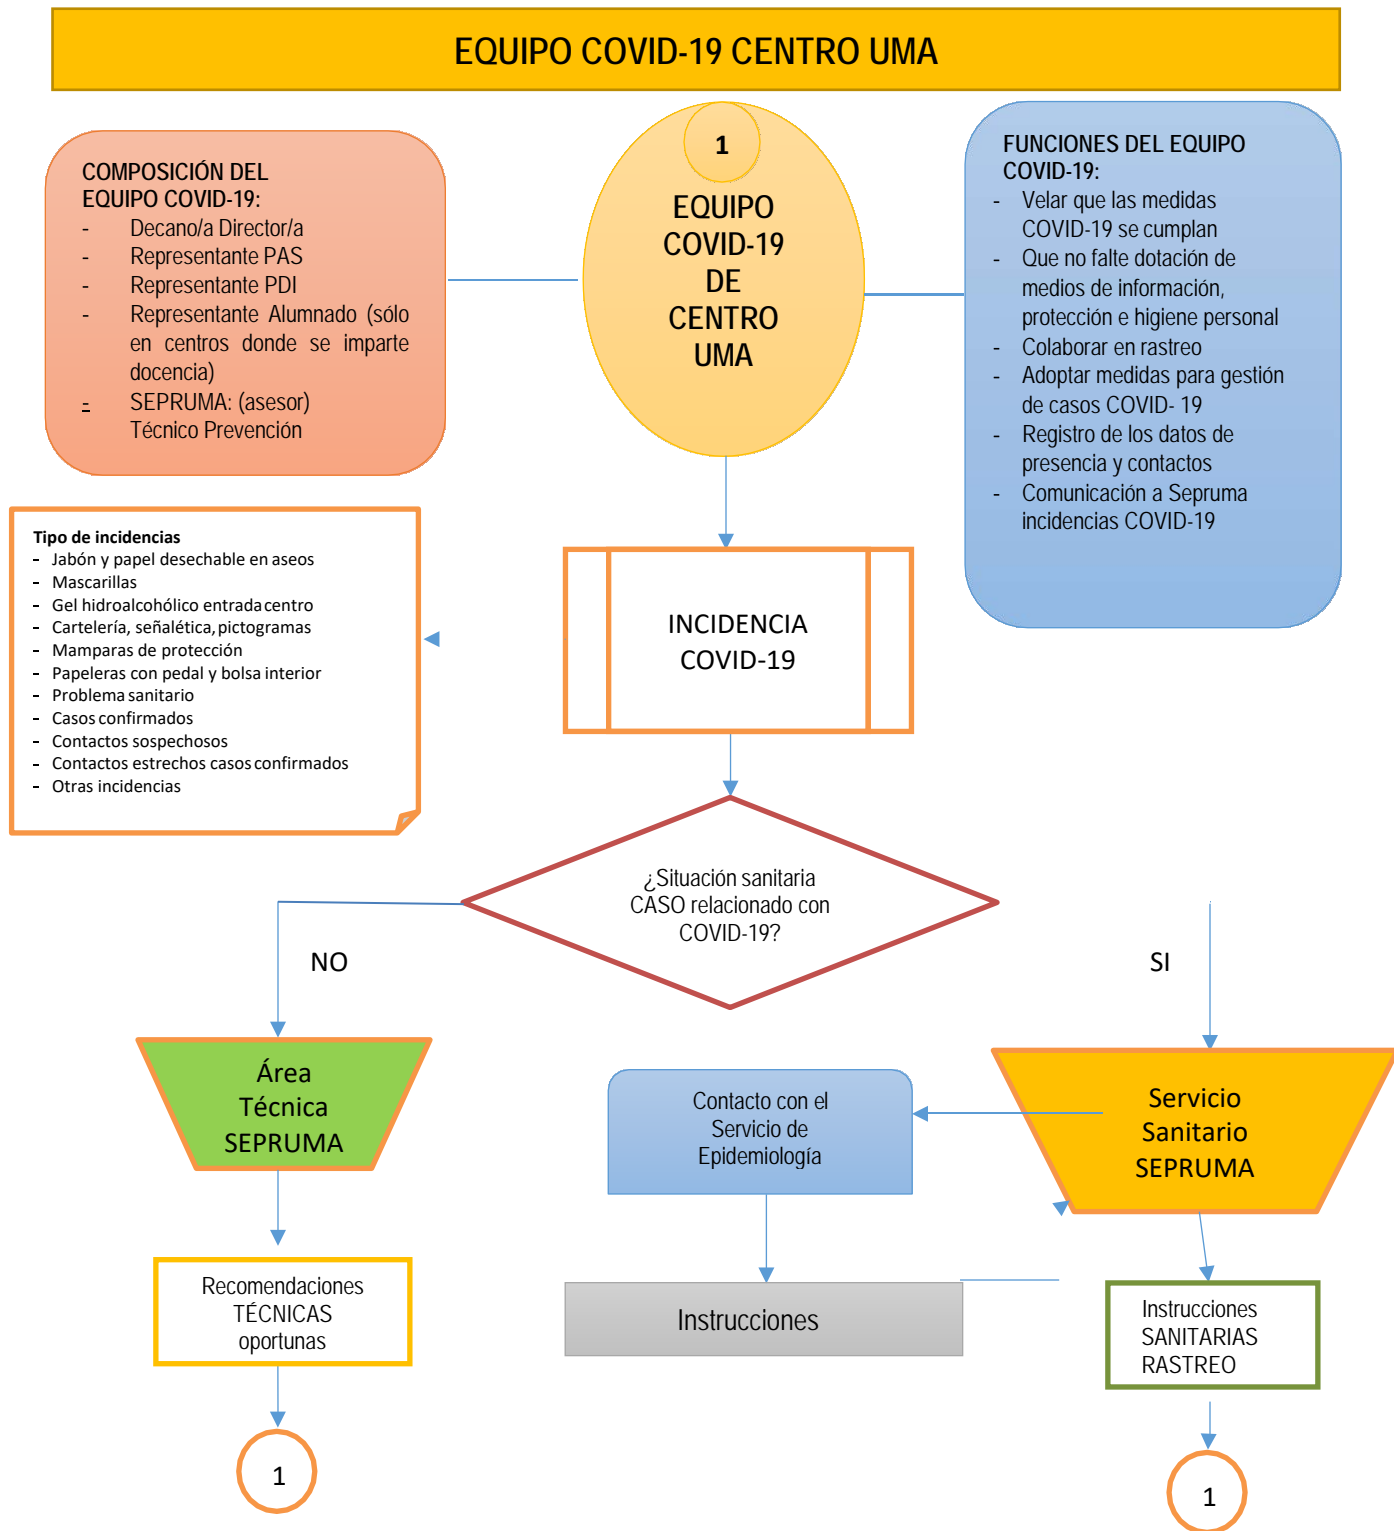 EQUIPO COVID-19 CENTRO UMA
COMPOSICIÓN DEL
EQUIPO COVID-19:
- Decano/a Director/a
- Representante PAS
- Representante PDI
- Representante Alumnado (sólo
en centros donde se imparte
docencia)
- SEPRUMA: (asesor)
Técnico Prevención
1
EQUIPO
COVID-19
DE
CENTRO
UMA
FUNCIONES DEL EQUIPO
COVID-19:
- Velar que las medidas
COVID-19 se cumplan
- Que no falte dotación de
medios de información,
protección e higiene personal
- Colaborar en rastreo
- Adoptar medidas para gestión
de casos COVID- 19
- Registro de los datos de
presencia y contactos
- Comunicación a Sepruma
incidencias COVID-19
Tipo de incidencias
- Jabón y papel desechable en aseos
- Mascarillas
- Gel hidroalcohólico entrada centro
- Cartelería, señalética, pictogramas
- Mamparas de protección
- Papeleras con pedal y bolsa interior
- Problema sanitario
- Casos confirmados
- Contactos sospechosos
- Contactos estrechos casos confirmados
- Otras incidencias
INCIDENCIA
COVID-19
¿Situación sanitaria
CASO relacionado con
COVID-19?
NO
SI
Área
Técnica
SEPRUMA
Contacto con el
Servicio de
Epidemiología
Servicio
Sanitario
SEPRUMA
Recomendaciones
TÉCNICAS
oportunas
Instrucciones
Instrucciones
SANITARIAS
RASTREO
1
1